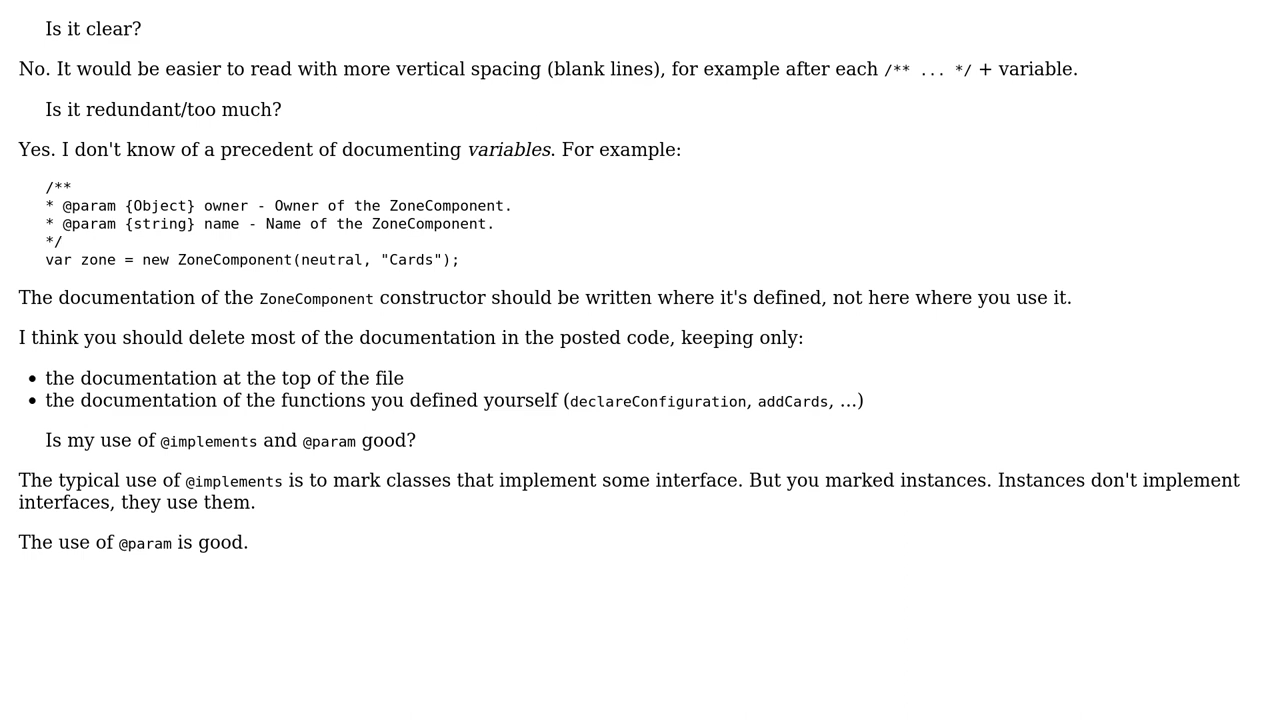 Is it clear?
No. It would be easier to read with more vertical spacing (blank lines), for example after each /** ... */ + variable.
Is it redundant/too much?
Yes. I don't know of a precedent of documenting variables. For example:
/**
* @param {Object} owner - Owner of the ZoneComponent.
* @param {string} name - Name of the ZoneComponent.
*/
var zone = new ZoneComponent(neutral, "Cards");
The documentation of the ZoneComponent constructor should be written where it's defined, not here where you use it.
I think you should delete most of the documentation in the posted code, keeping only:
• the documentation at the top of the file
• the documentation of the functions you defined yourself (declareConfiguration, addCards, ...)
Is my use of @implements and @param good?
The typical use of @implements is to mark classes that implement some interface. But you marked instances. Instances don't implement
interfaces, they use them.
The use of @param is good.